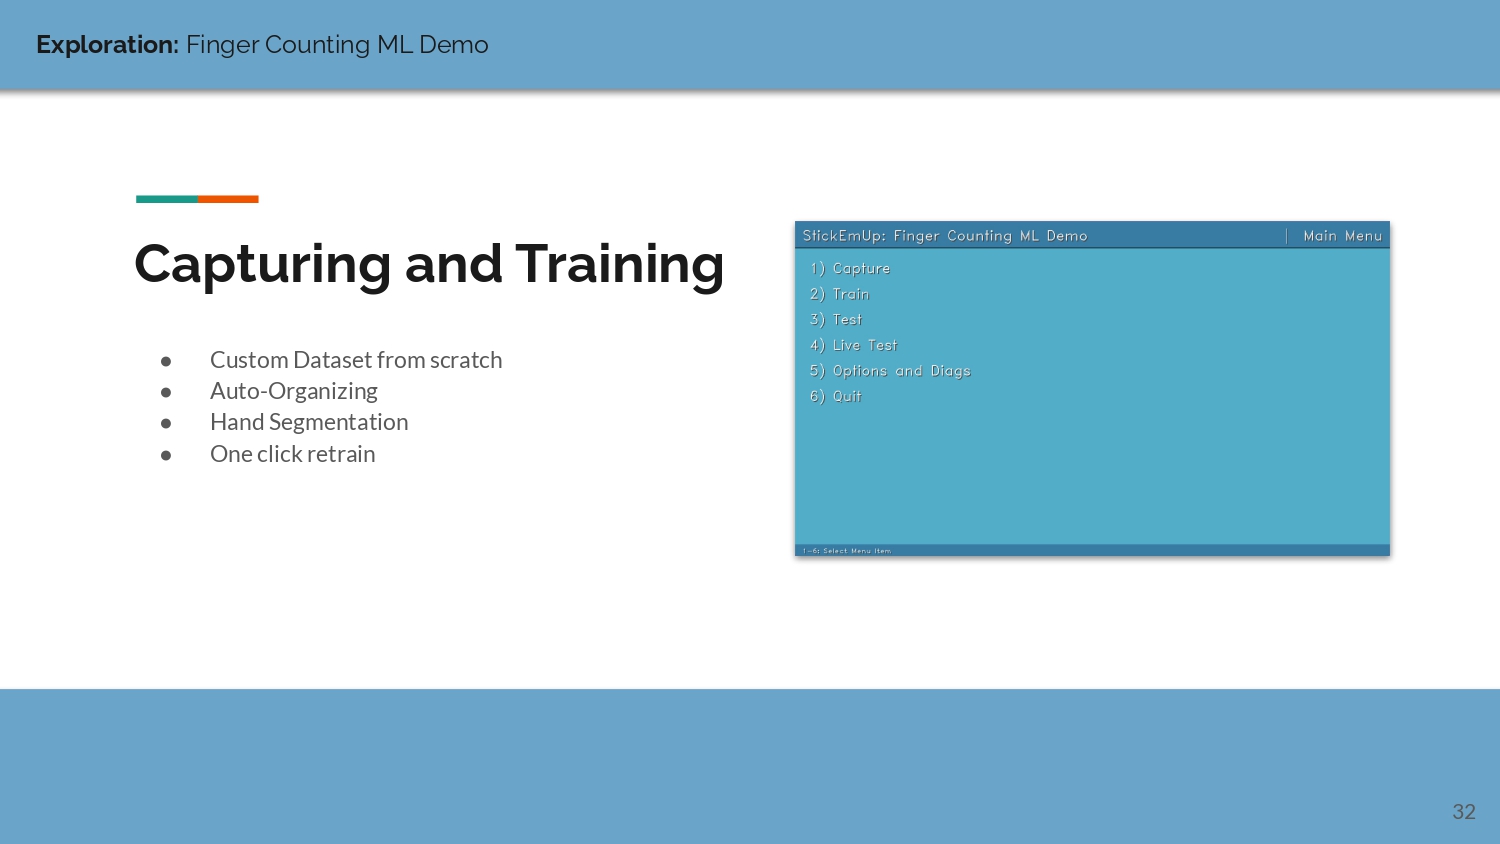 Exploration: Finger Counting ML Demo
Capturing and Training
● Custom Dataset from scratch
● Auto-Organizing
● Hand Segmentation
● One click retrain
StickEmUp: Finger Counting ML Demo | Main Menu
1) Capture
2) Train
3) Test
4) Live Test
5) Options and Diags
6) Quit
1-6: Select Menu Item
32